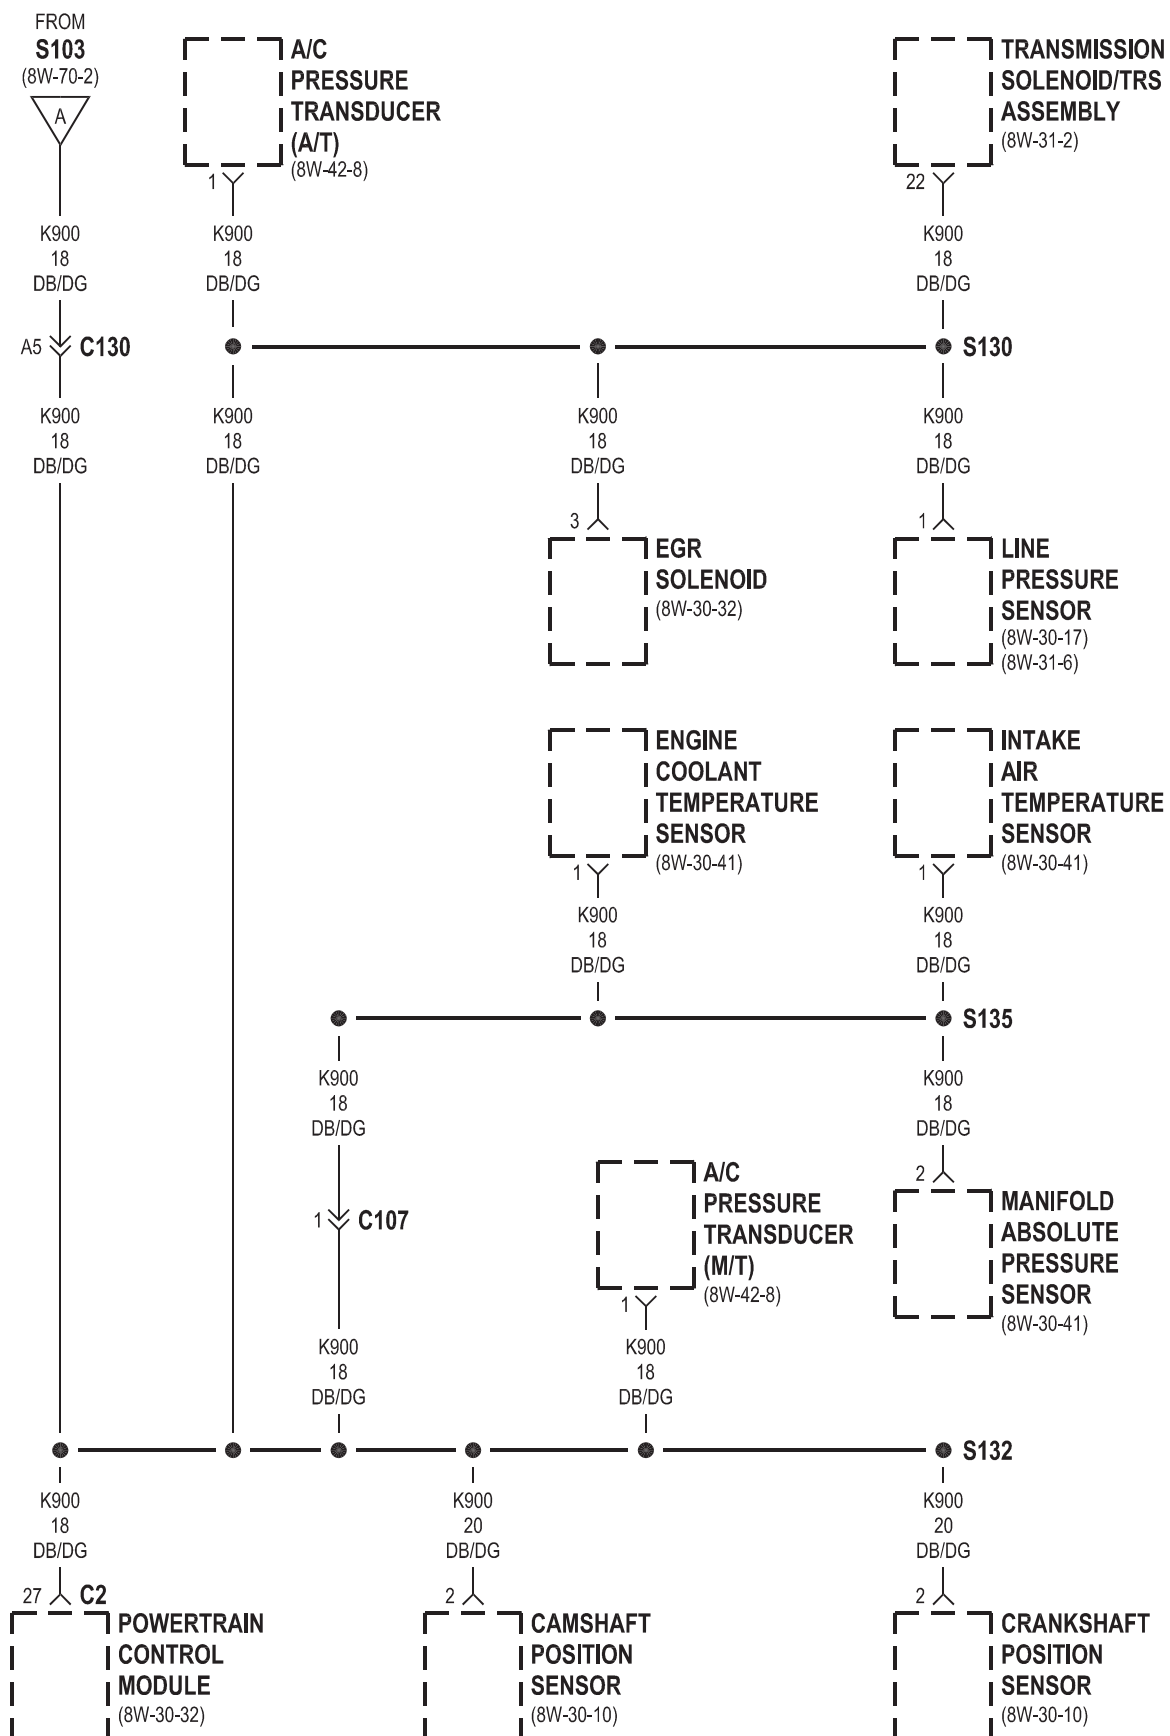 FROM
S103
(8W-70-2)
A
K900
18
DB/DG
A5
C130
K900
18
DB/DG
A/C
PRESSURE
TRANSDUCER
(A/T)
(8W-42-8)
1
K900
18
DB/DG
K900
18
DB/DG
TRANSMISSION
SOLENOID/TRS
ASSEMBLY
(8W-31-2)
22
K900
18
DB/DG
S130
K900
18
DB/DG
3
EGR
SOLENOID
(8W-30-32)
K900
18
DB/DG
1
LINE
PRESSURE
SENSOR
(8W-30-17)
(8W-31-6)
ENGINE
COOLANT
TEMPERATURE
SENSOR
(8W-30-41)
1
K900
18
DB/DG
INTAKE
AIR
TEMPERATURE
SENSOR
(8W-30-41)
1
K900
18
DB/DG
S135
K900
18
DB/DG
1
C107
K900
18
DB/DG
A/C
PRESSURE
TRANSDUCER
(M/T)
(8W-42-8)
1
K900
18
DB/DG
K900
18
DB/DG
2
MANIFOLD
ABSOLUTE
PRESSURE
SENSOR
(8W-30-41)
S132
K900
18
DB/DG
27
C2
POWERTRAIN
CONTROL
MODULE
(8W-30-32)
K900
20
DB/DG
2
CAMSHAFT
POSITION
SENSOR
(8W-30-10)
K900
20
DB/DG
2
CRANKSHAFT
POSITION
SENSOR
(8W-30-10)